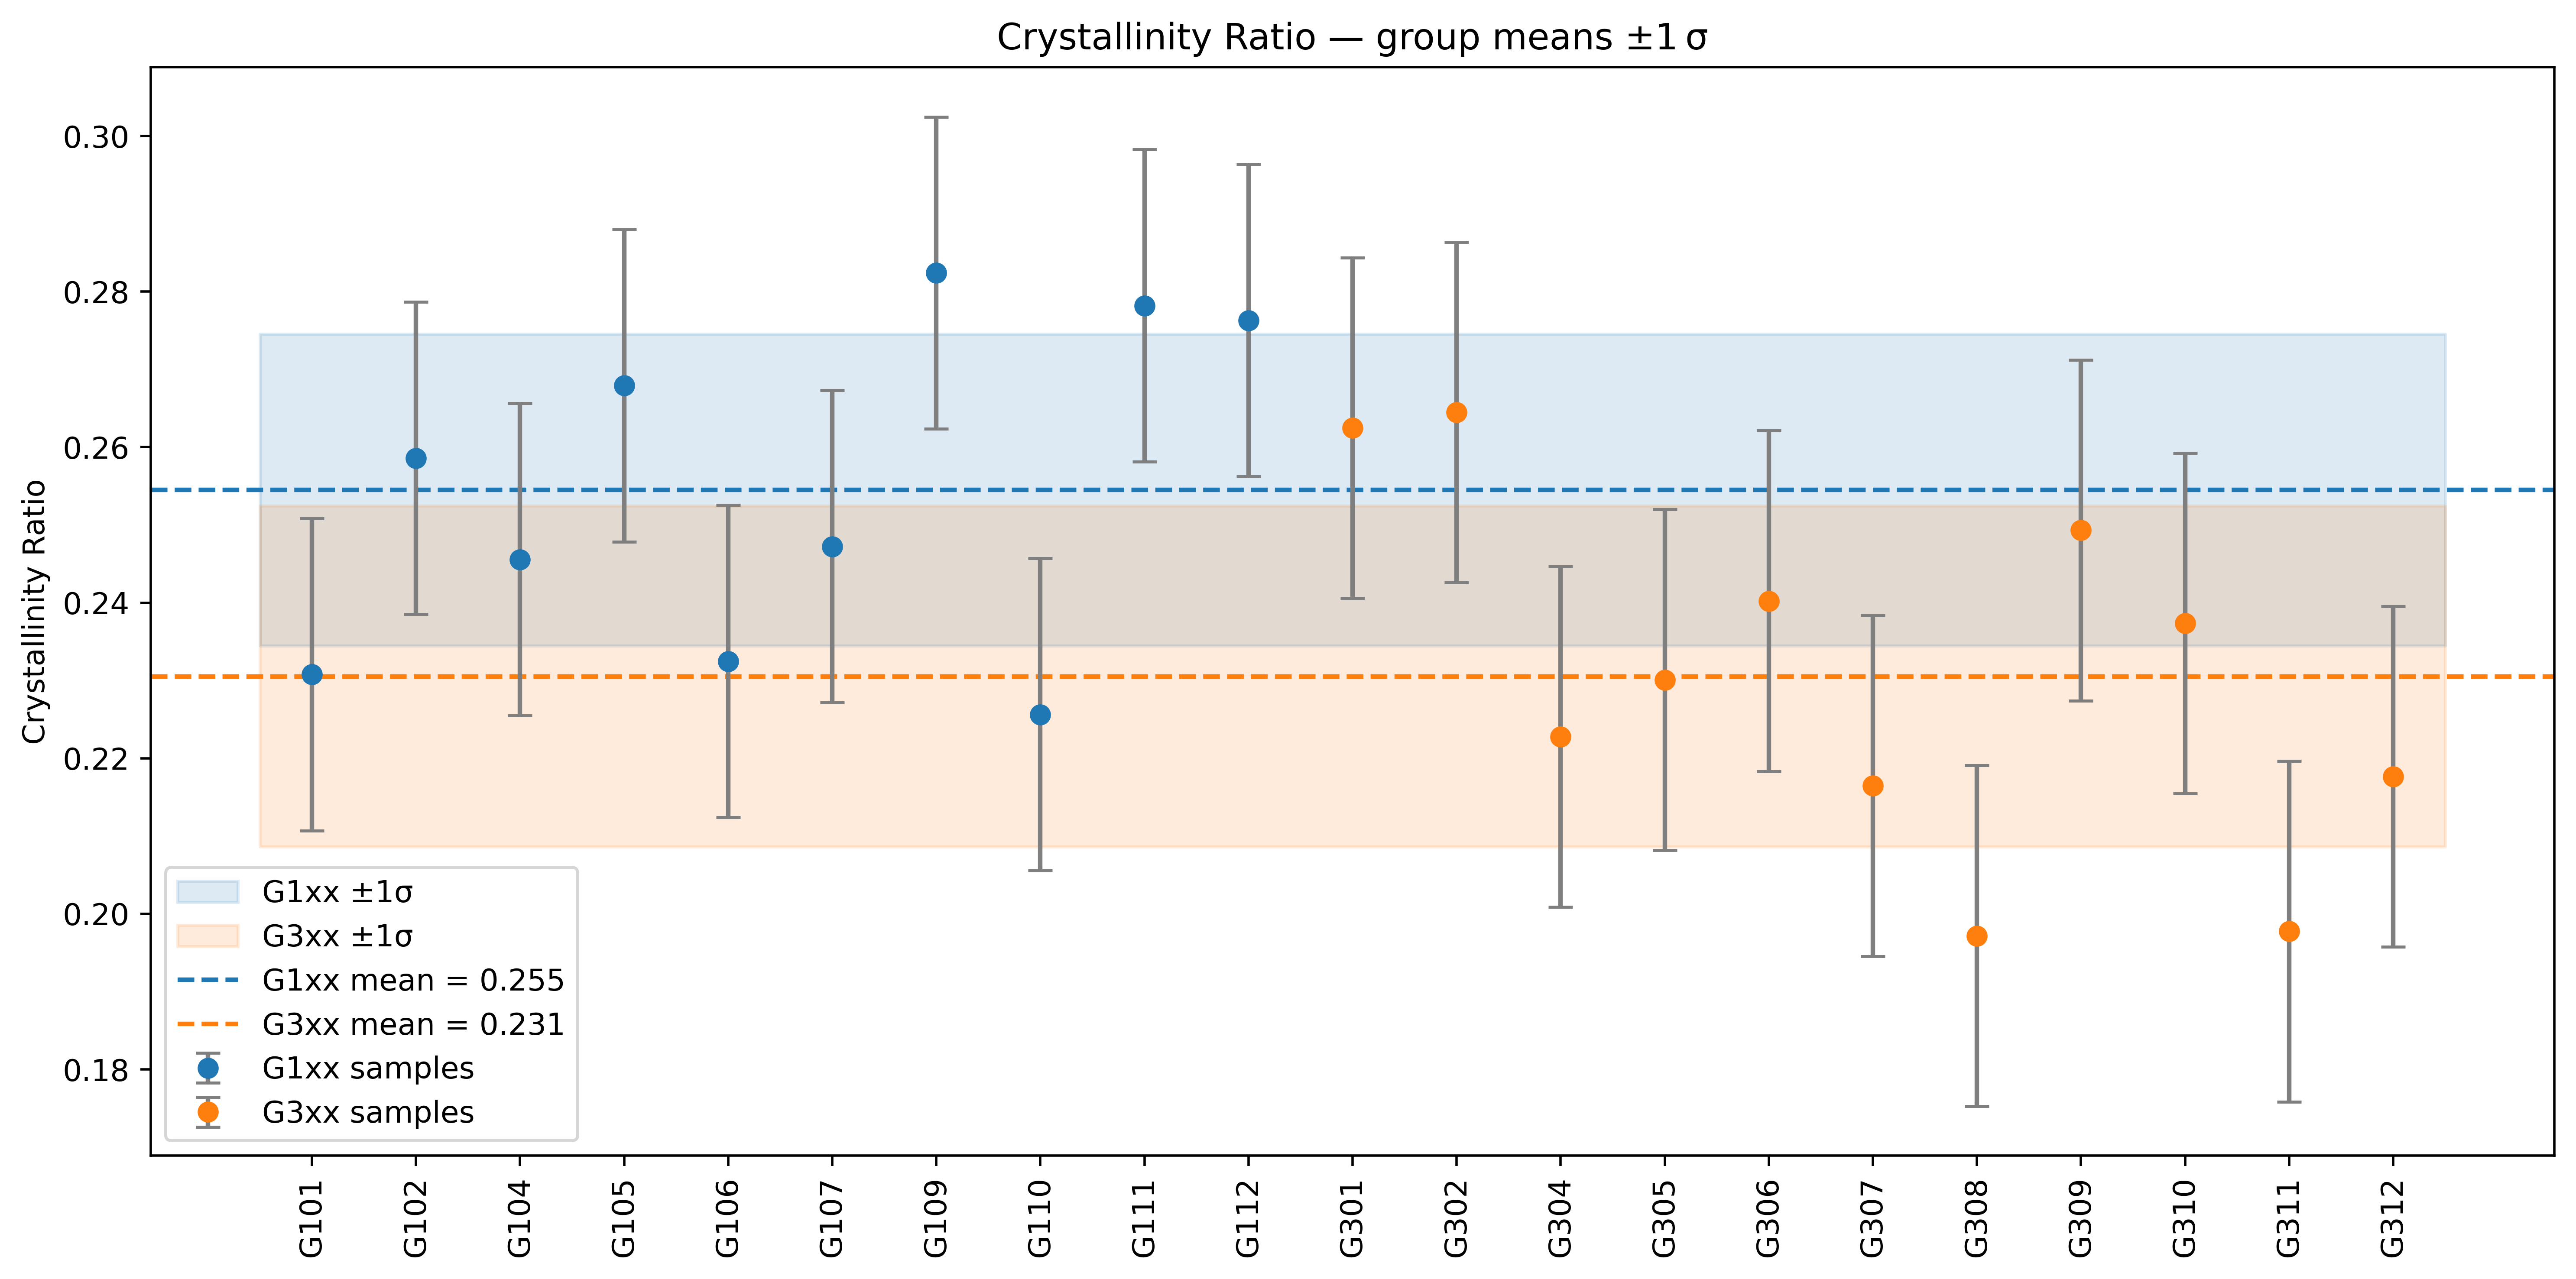 Crystallinity Ratio — group means ±1 σ
Crystallinity Ratio
0.30
0.28
0.26
0.24
0.22
0.20
0.18
G1xx ±1σ
G3xx ±1σ
G1xx mean = 0.255
G3xx mean = 0.231
G1xx samples
G3xx samples
G101
G102
G104
G105
G106
G107
G109
G110
G111
G112
G301
G302
G304
G305
G306
G307
G308
G309
G310
G311
G312